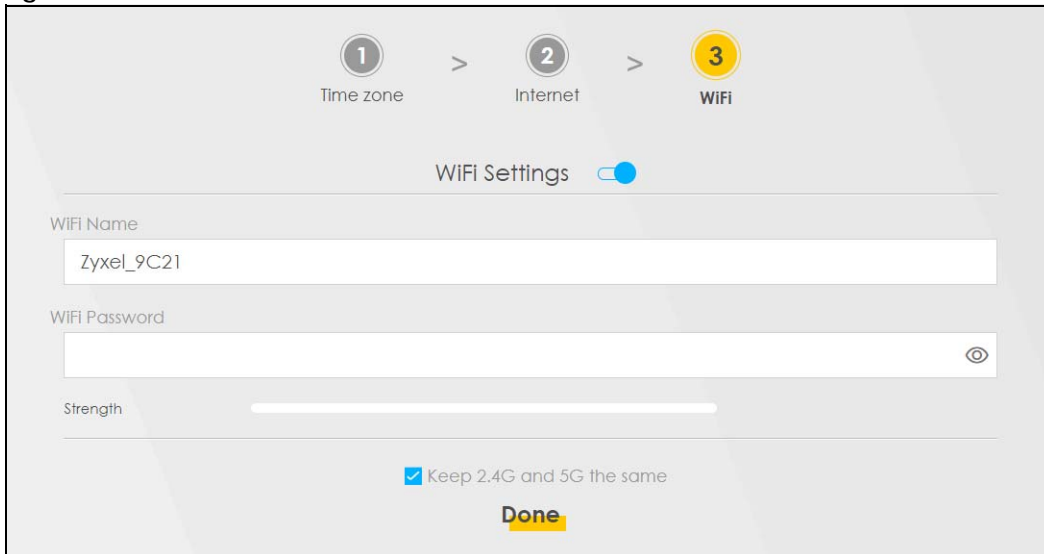 1 > 2 > 3
Time zone Internet WiFi
WiFi Settings
WiFi Name
Zyxel_9C21
WiFi Password
Strength
Keep 2.4G and 5G the same
Done